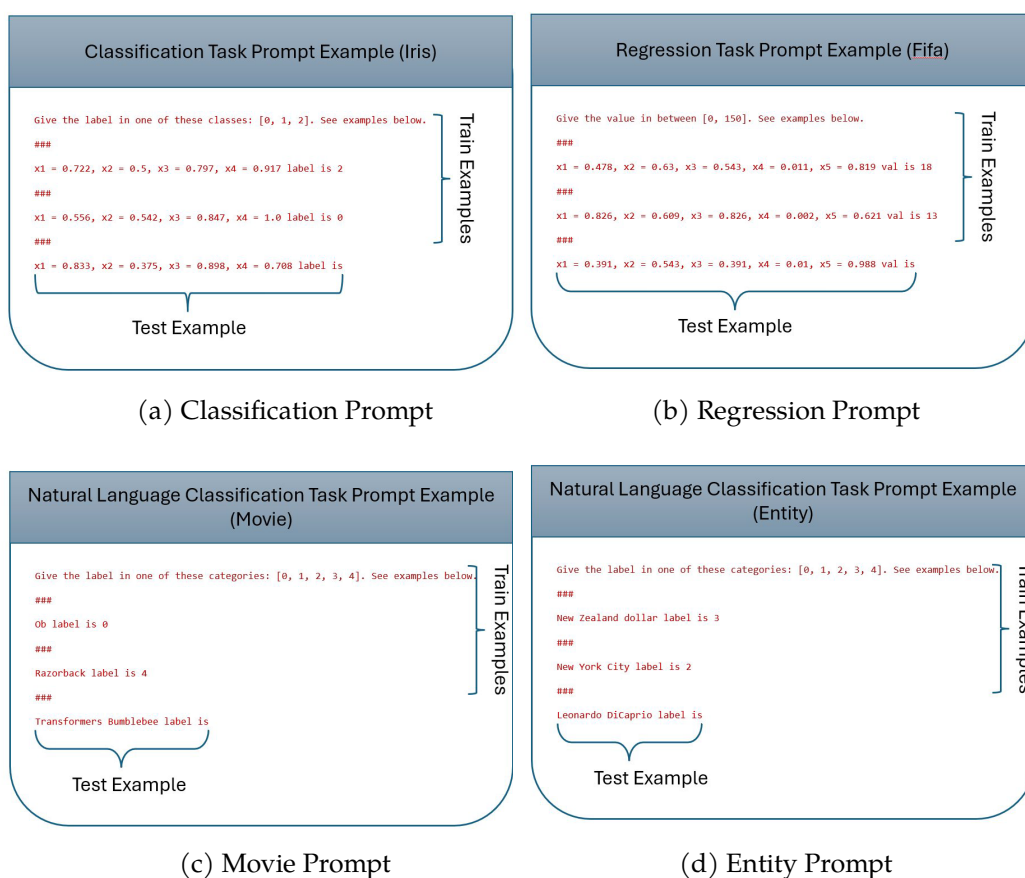 Classification Task Prompt Example (Iris)
Give the label in one of these classes: [0, 1, 2]. See examples below.
###
x1 = 0.722, x2 = 0.5, x3 = 0.797, x4 = 0.917 label is 2
###
x1 = 0.556, x2 = 0.542, x3 = 0.847, x4 = 1.0 label is 0
###
x1 = 0.833, x2 = 0.375, x3 = 0.898, x4 = 0.708 label is
Train Examples
Test Example
(a) Classification Prompt
Regression Task Prompt Example (Fifa)
Give the value in between [0, 150]. See examples below.
###
x1 = 0.478, x2 = 0.63, x3 = 0.543, x4 = 0.011, x5 = 0.819 val is 18
###
x1 = 0.826, x2 = 0.609, x3 = 0.826, x4 = 0.002, x5 = 0.621 val is 13
###
x1 = 0.391, x2 = 0.543, x3 = 0.391, x4 = 0.01, x5 = 0.988 val is
Train Examples
Test Example
(b) Regression Prompt
Natural Language Classification Task Prompt Example
(Movie)
Give the label in one of these categories: [0, 1, 2, 3, 4]. See examples below.
###
Ob label is 0
###
Razorback label is 4
###
Transformers Bumblebee label is
Train Examples
Test Example
(c) Movie Prompt
Natural Language Classification Task Prompt Example
(Entity)
Give the label in one of these categories: [0, 1, 2, 3, 4]. See examples below.
###
New Zealand dollar label is 3
###
New York City label is 2
###
Leonardo DiCaprio label is
Train Examples
Test Example
(d) Entity Prompt